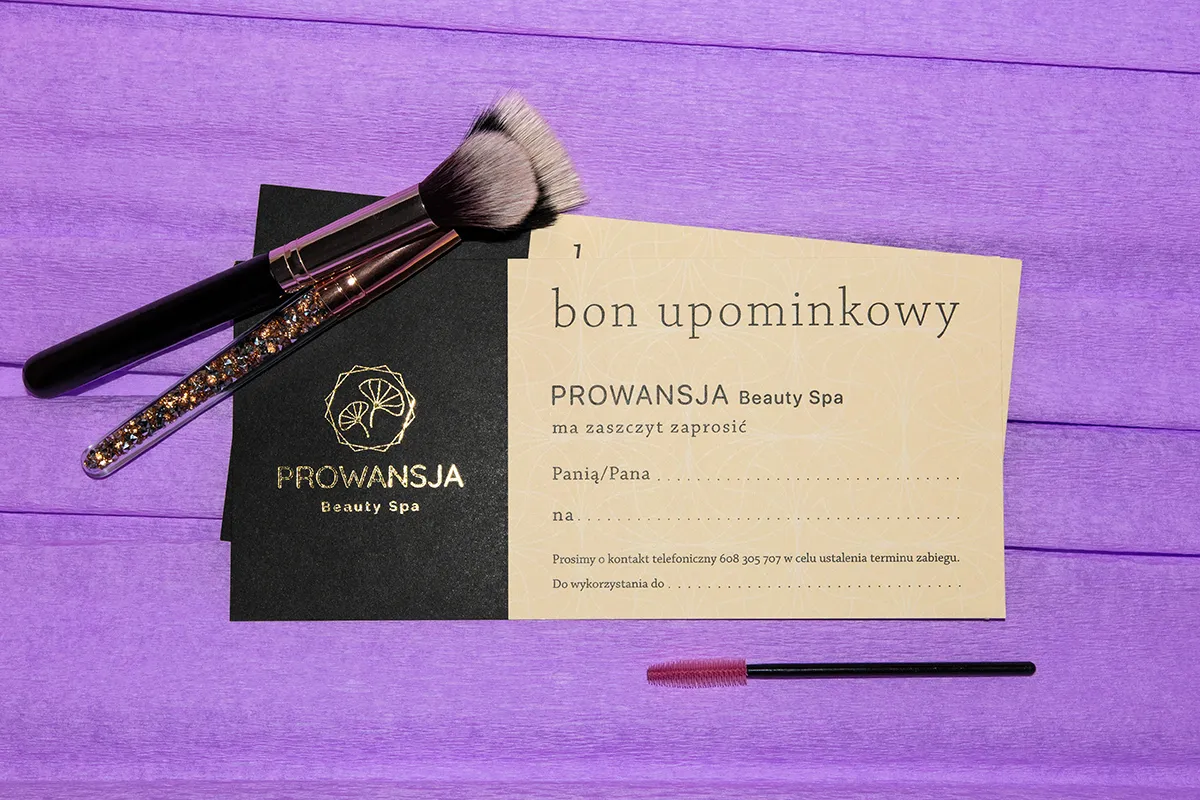 PROWANSJA
Beauty Spa
bon upominkowy
PROWANSJA Beauty Spa
ma zaszczyt zaprosić
Panią/Pana ........................................
na ........................................
Prosimy o kontakt telefoniczny 608 305 707 w celu ustalenia terminu zabiegu.
Do wykorzystania do ........................................